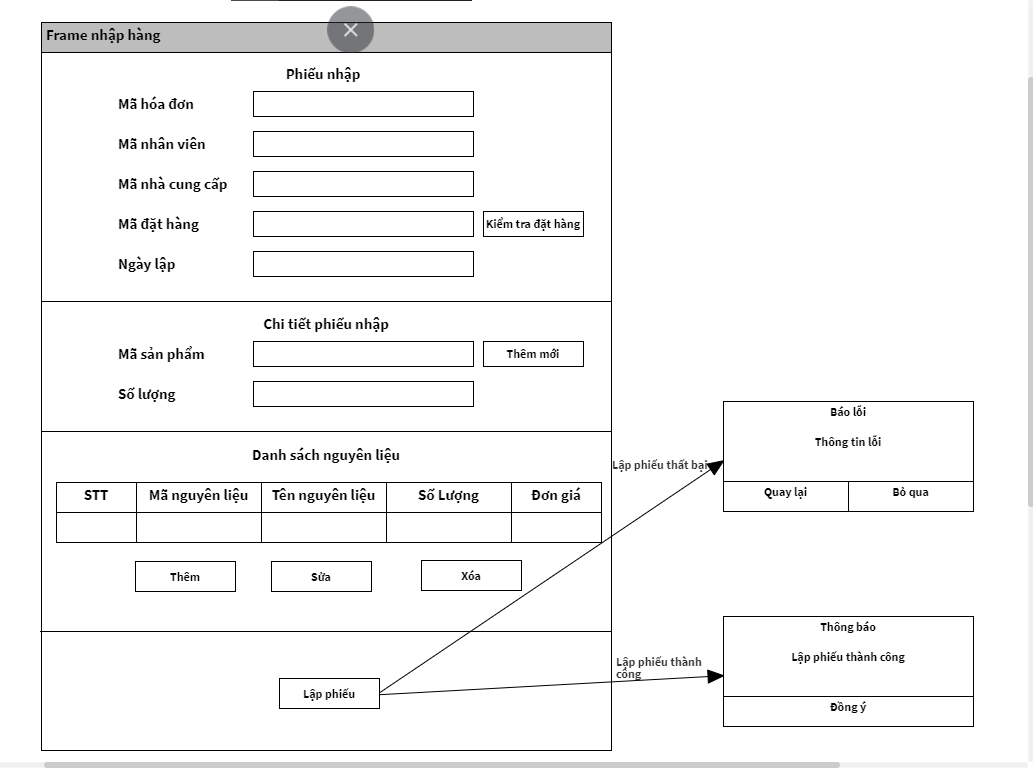 Frame nhập hàng
Phiếu nhập
Mã hóa đơn
Mã nhân viên
Mã nhà cung cấp
Mã đặt hàng
Kiểm tra đặt hàng
Ngày lập
Chi tiết phiếu nhập
Mã sản phẩm
Thêm mới
Số lượng
Danh sách nguyên liệu
STT Mã nguyên liệu Tên nguyên liệu Số Lượng Đơn giá
Thêm Sửa Xóa
Lập phiếu
Lập phiếu thất bại
Báo lỗi
Thông tin lỗi
Quay lại Bỏ qua
Lập phiếu thành
công
Thông báo
Lập phiếu thành công
Đồng ý